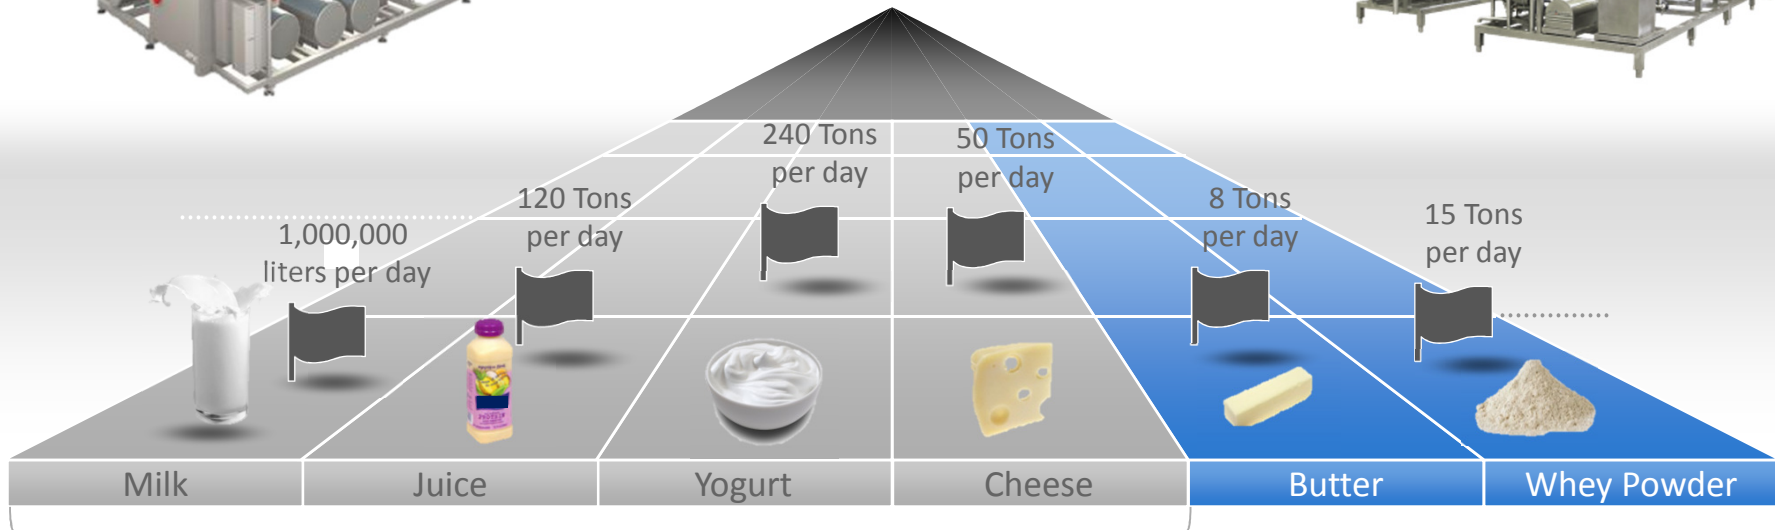 240 Tons
per day
50 Tons
per day
120 Tons
per day
8 Tons
per day
15 Tons
per day
1,000,000
liters per day
Milk
Juice
Yogurt
Cheese
Butter
Whey Powder